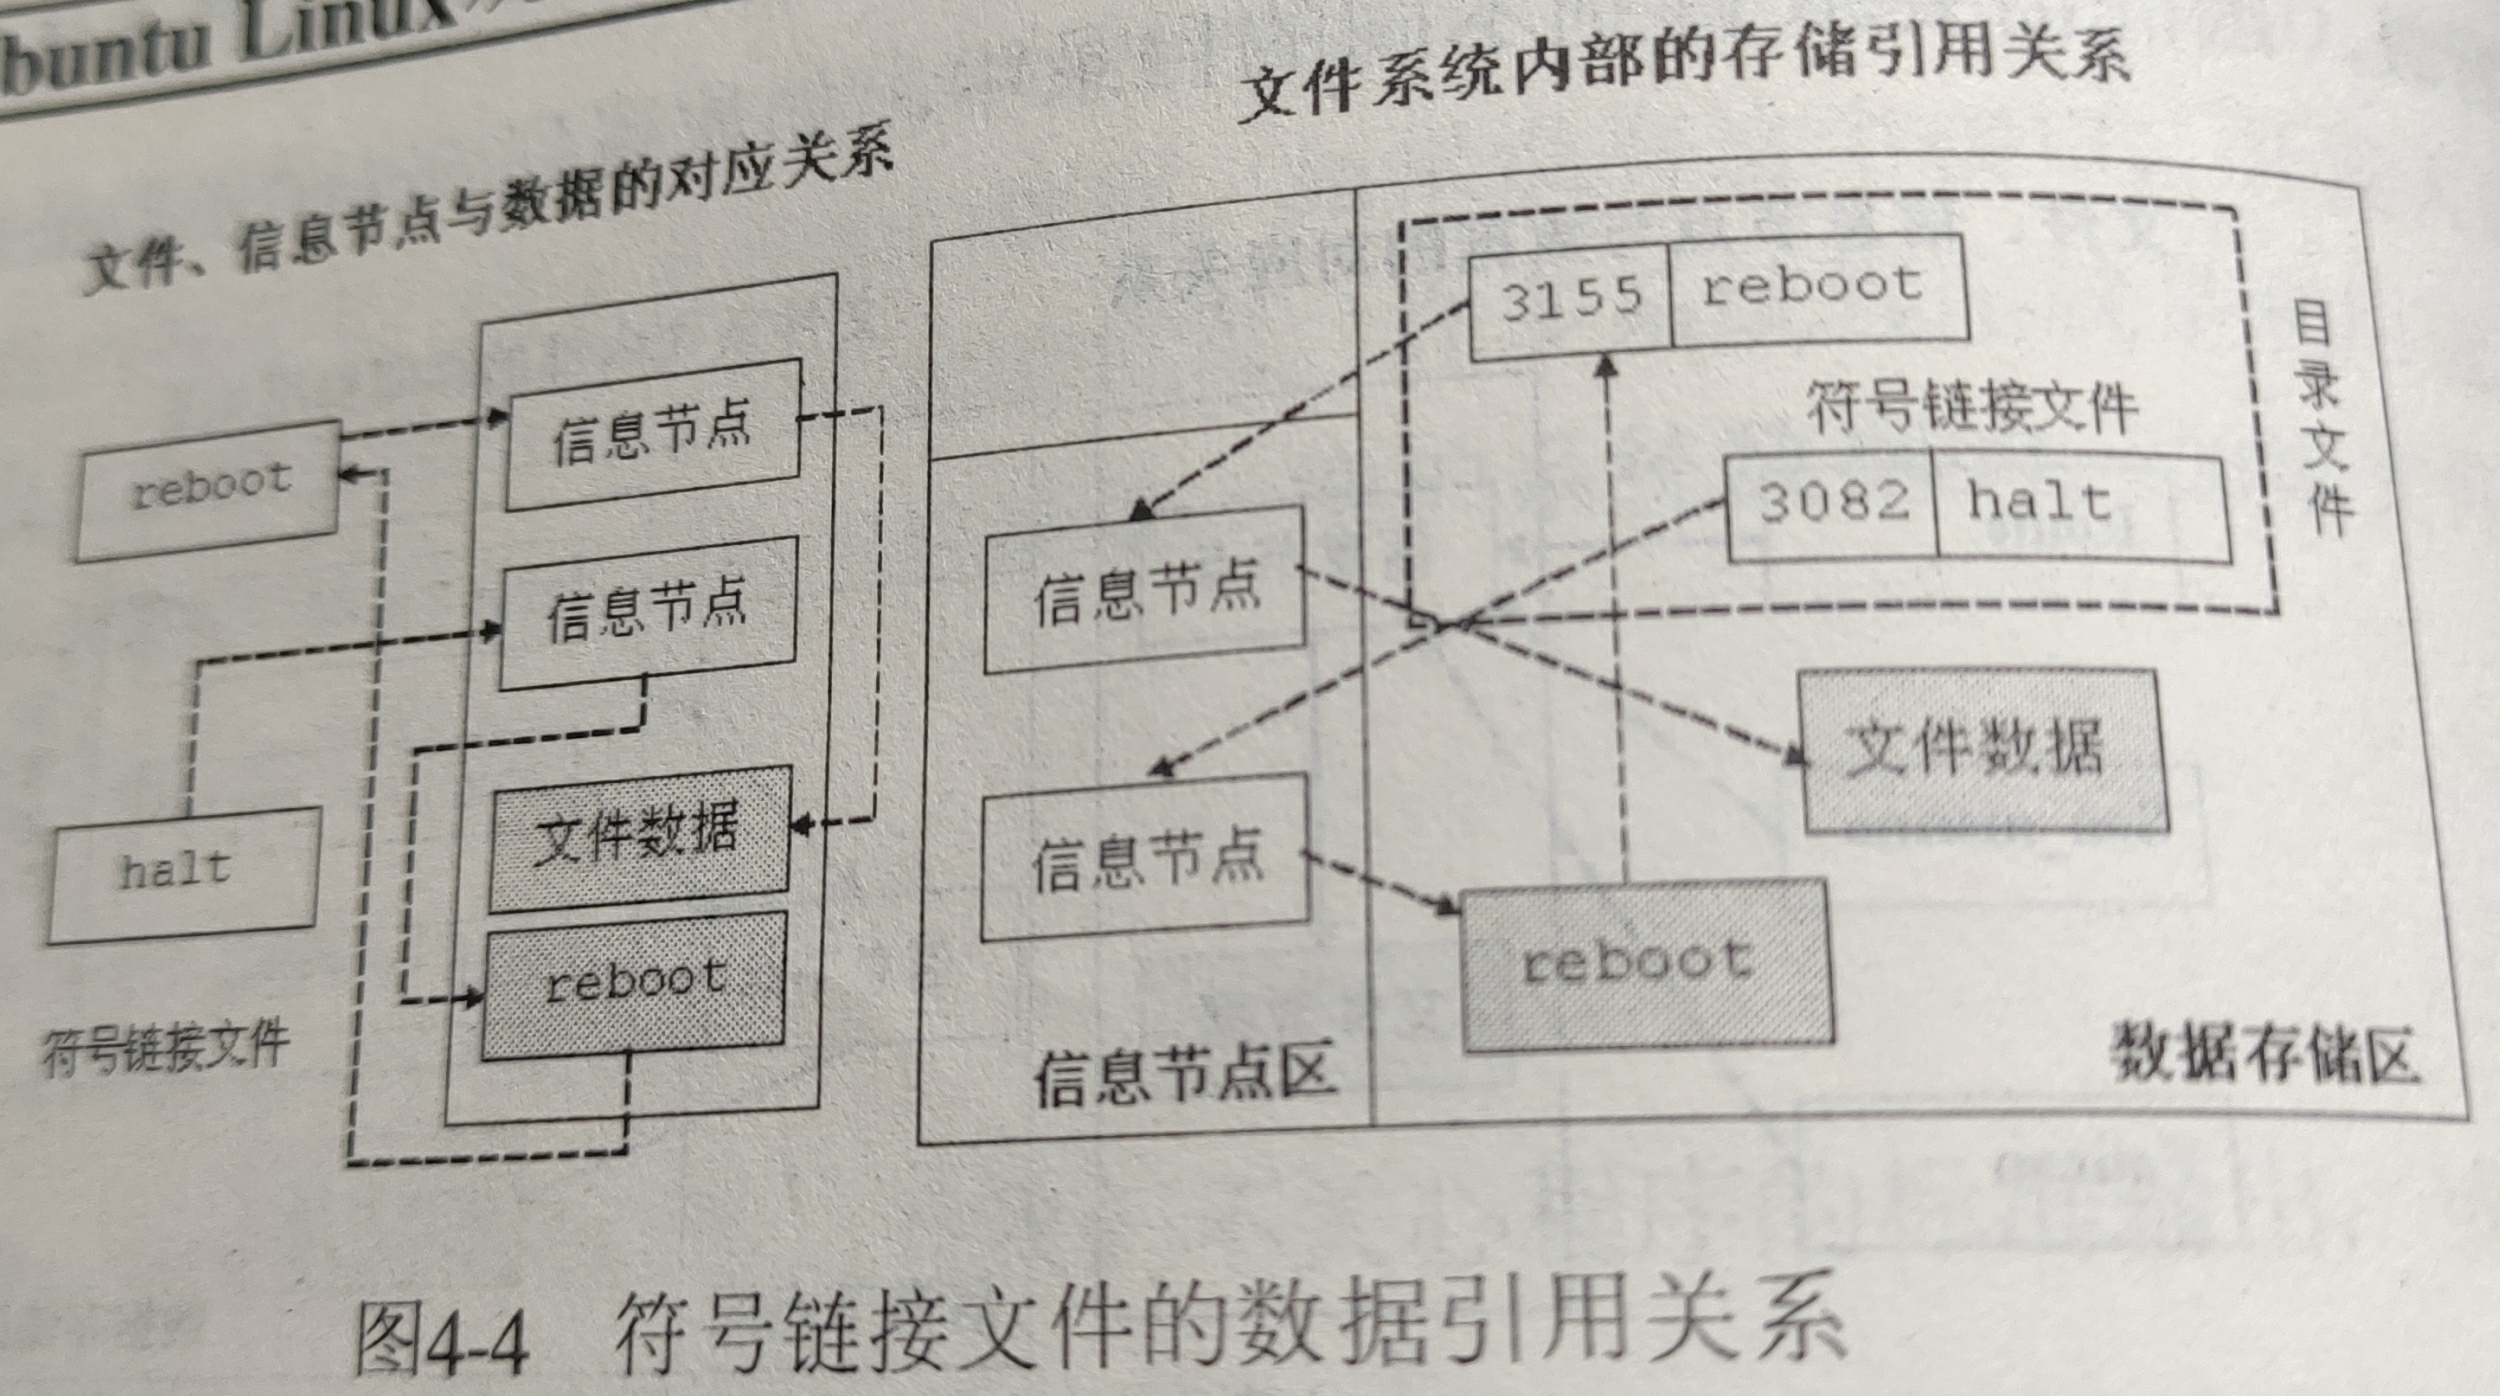 buntu Linux
文件系统内部的存储引用关系
文件、信息节点与数据的对应关系
reboot
halt
符号链接文件
信息节点
信息节点
文件数据
reboot
3155 reboot
符号链接文件
3082 halt
目录文件
信息节点
信息节点
文件数据
reboot
信息节点区
数据存储区
图4-4 符号链接文件的数据引用关系